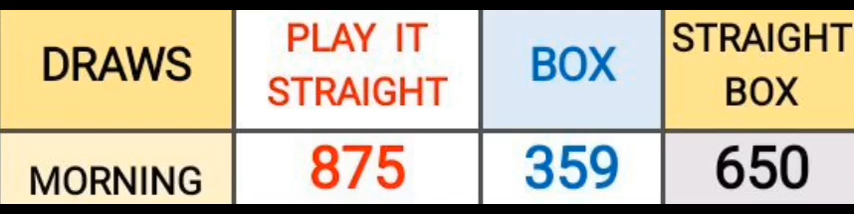 DRAWS
PLAY IT
STRAIGHT
BOX
STRAIGHT
BOX
MORNING
875
359
650